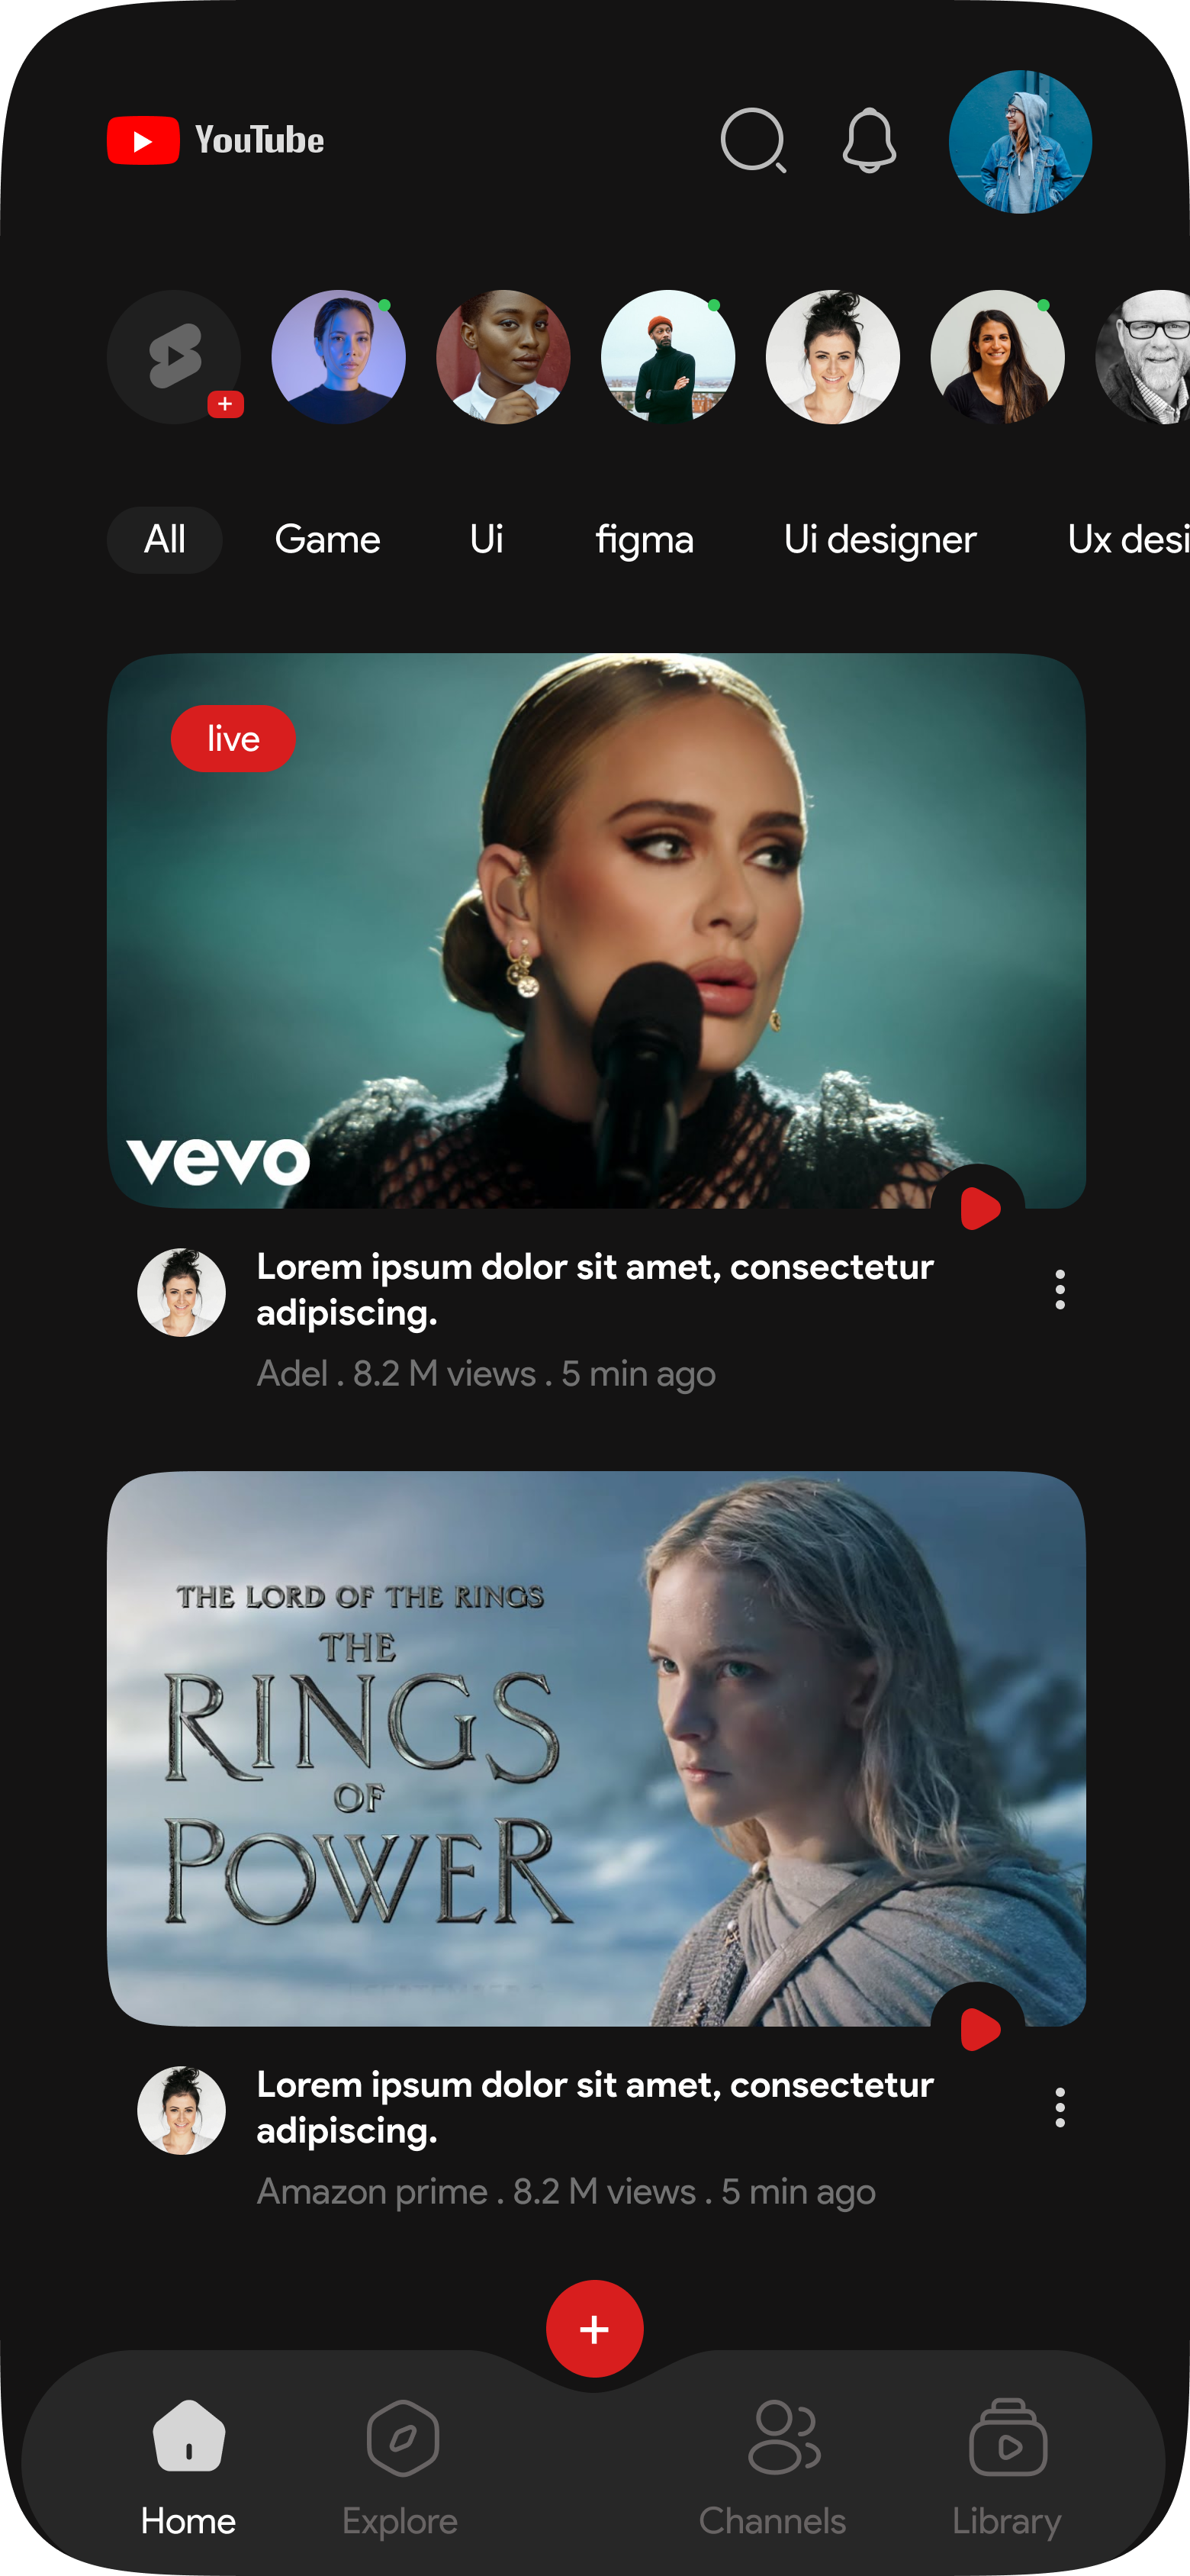 YouTube
All Game Ui figma Ui designer Ux desi
live
vevo
Lorem ipsum dolor sit amet, consectetur
adipiscing.
Adel . 8.2 M views . 5 min ago
THE LORD OF THE RINGS
THE
RINGS
OF
POWER
Lorem ipsum dolor sit amet, consectetur
adipiscing.
Amazon prime . 8.2 M views . 5 min ago
Home Explore Channels Library